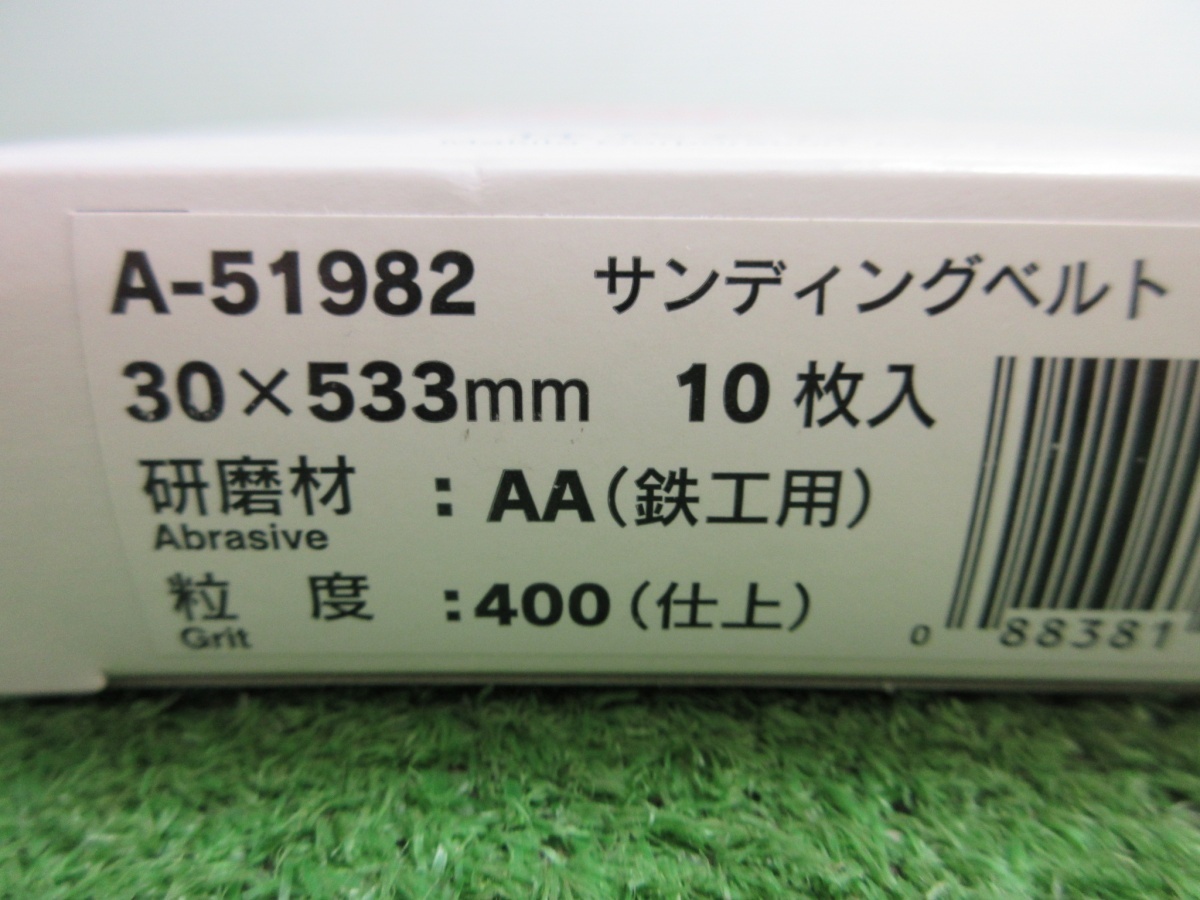 A-51982 サンディングベルト
30×533mm 10枚入
研磨材 : AA(鉄工用)
Abrasive
粒度 :400(仕上)
Grit
0 88381